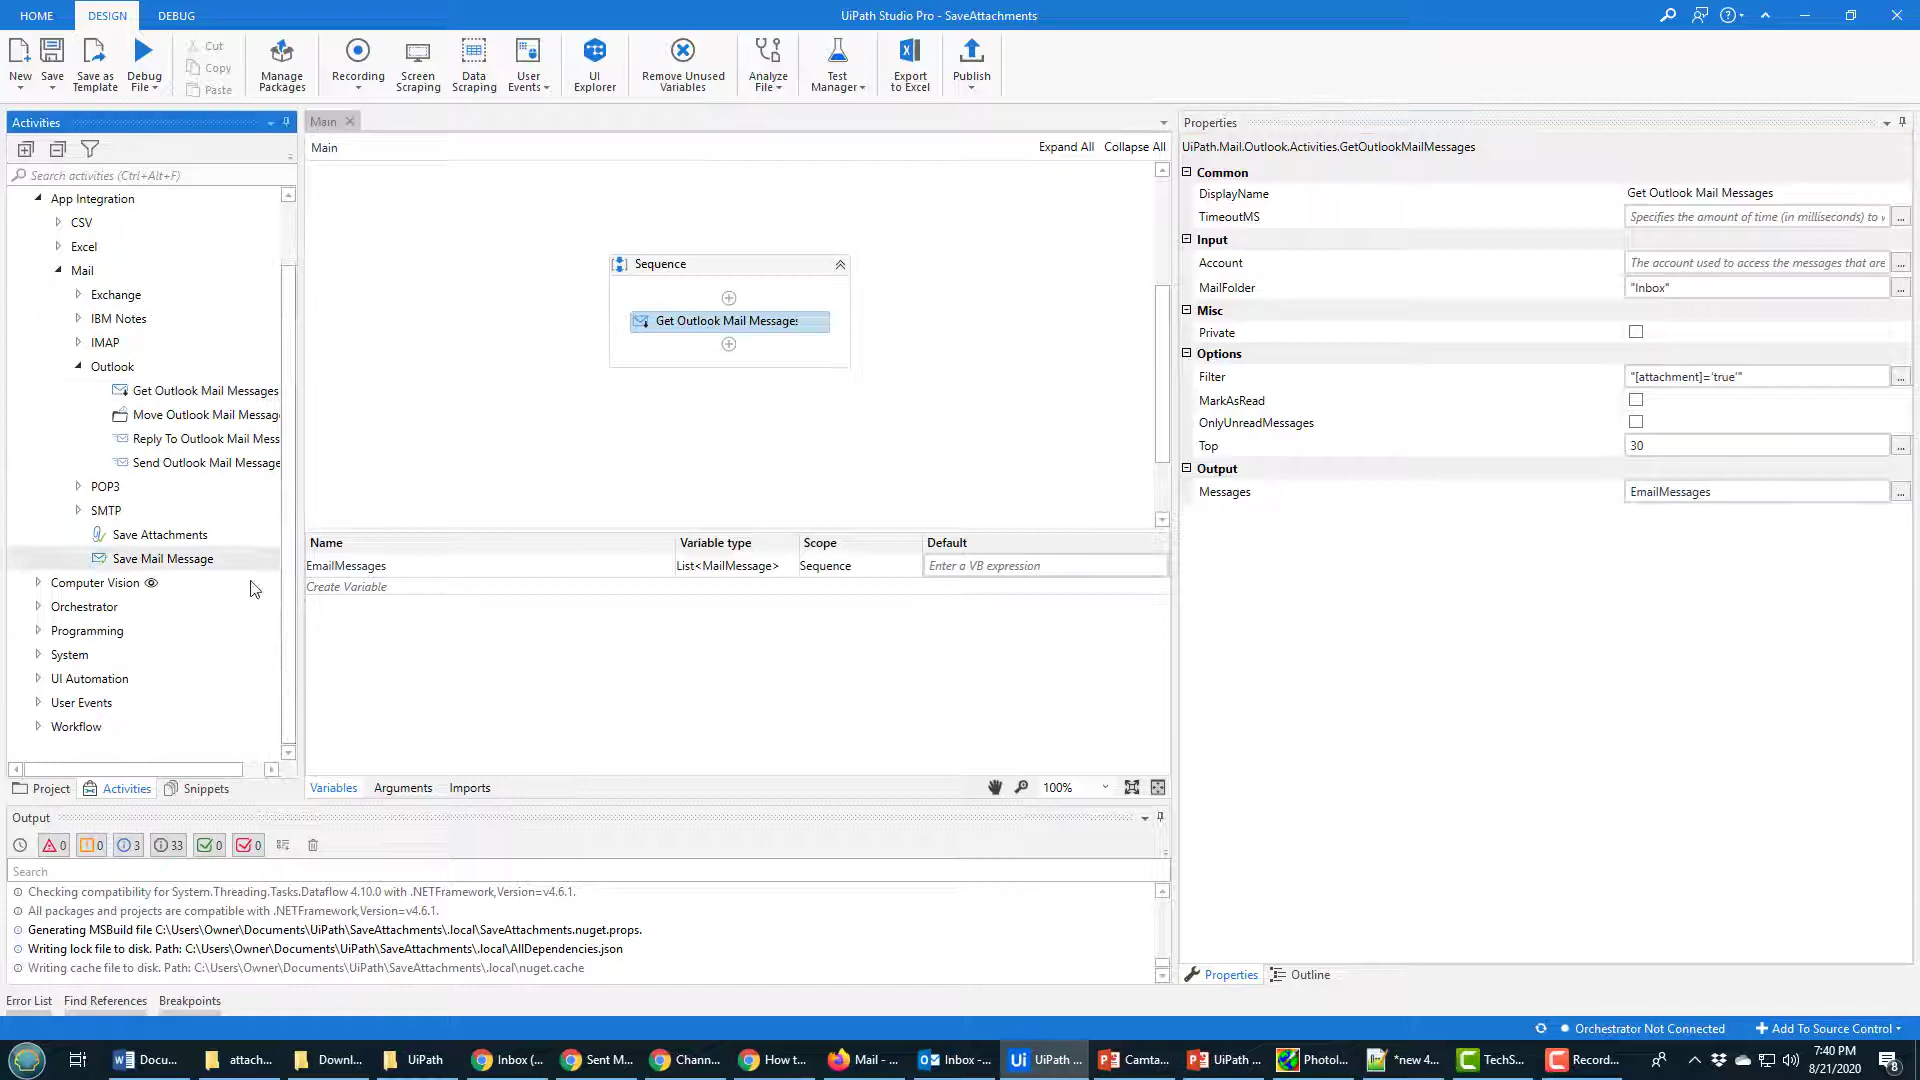 HOME DESIGN DEBUG UiPath Studio Pro - SaveAttachments
New Save Save as Template Debug File Cut Copy Paste Manage Packages Recording Screen Scraping Data Scraping User Events UI Explorer Remove Unused Variables Analyze File Test Manager Export to Excel Publish
Activities
Search activities (Ctrl+Alt+F)
App Integration
CSV
Excel
Mail
Exchange
IBM Notes
IMAP
Outlook
Get Outlook Mail Messages
Move Outlook Mail Messag
Reply To Outlook Mail Mess
Send Outlook Mail Message
POP3
SMTP
Save Attachments
Save Mail Message
Computer Vision
Orchestrator
Programming
System
UI Automation
User Events
Workflow
Project Activities Snippets
Main
Main Expand All Collapse All
Sequence
Get Outlook Mail Message:
Name Variable type Scope Default
EmailMessages List<MailMessage> Sequence Enter a VB expression
Create Variable
Variables Arguments Imports 100%
Properties
UiPath.Mail.Outlook.Activities.GetOutlookMailMessages
Common
DisplayName Get Outlook Mail Messages
TimeoutMS Specifies the amount of time (in milliseconds) to v ...
Input
Account The account used to access the messages that are ...
MailFolder "Inbox" ...
Misc
Private
Options
Filter "[attachment]='true'" ...
MarkAsRead
OnlyUnreadMessages
Top 30 ...
Output
Messages EmailMessages ...
Properties Outline
Output
0 0 3 33 0 0
Search
Checking compatibility for System.Threading.Tasks.Dataflow 4.10.0 with .NETFramework,Version=v4.6.1.
All packages and projects are compatible with .NETFramework,Version=v4.6.1.
Generating MSBuild file C:\Users\Owner\Documents\UiPath\SaveAttachments\.local\SaveAttachments.nuget.props.
Writing lock file to disk. Path: C:\Users\Owner\Documents\UiPath\SaveAttachments\.local\AllDependencies.json
Writing cache file to disk. Path: C:\Users\Owner\Documents\UiPath\SaveAttachments\.local\nuget.cache
Error List Find References Breakpoints
Orchestrator Not Connected Add To Source Control
Docu... attach... Downl... UiPath Inbox (... Sent M... Chann... How t... Mail - ... Inbox -... UiPath ... Camta... UiPath ... PhotoI... *new 4... TechS... Record...
7:40 PM
8/21/2020
8